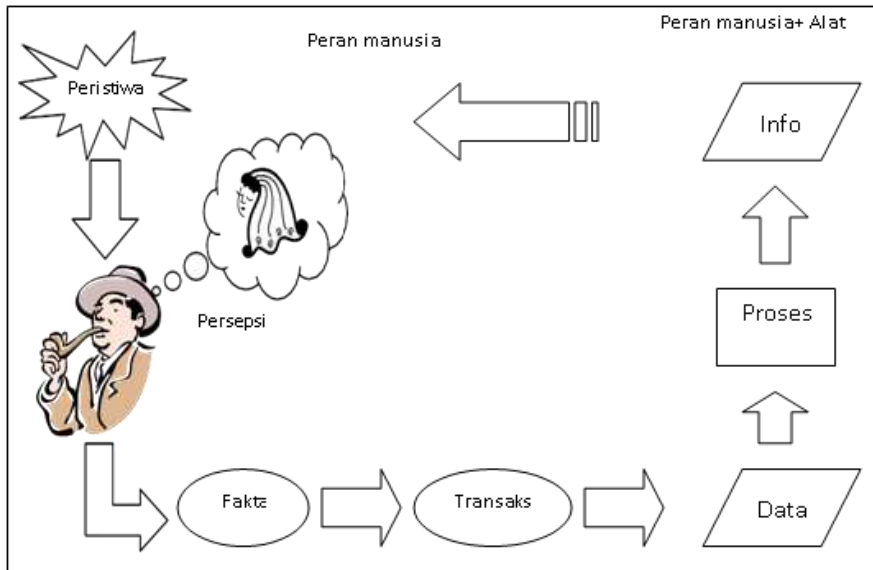 Peran manusia
Peran manusia+ Alat
Peristiwa
Info
Persepsi
Proses
Fakta
Transaks
Data